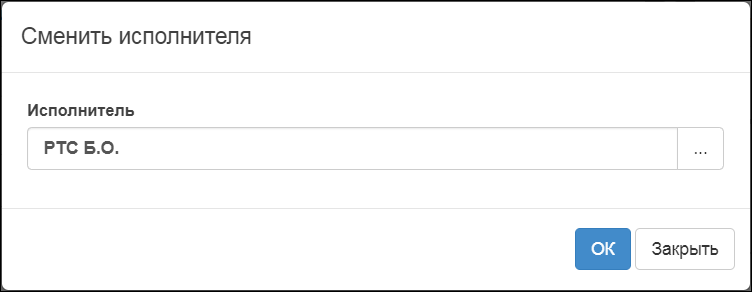 Сменить исполнителя
Исполнитель
РТС Б.О.
...
ОК Закрыть